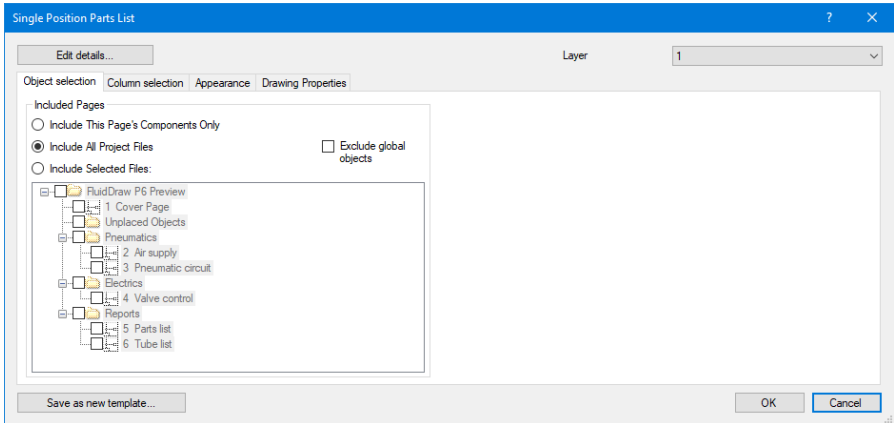 Single Position Parts List
Edit details...
Layer
1
Object selection
Column selection
Appearance
Drawing Properties
Included Pages
Include This Page's Components Only
Include All Project Files
Exclude global
objects
Include Selected Files:
FluidDraw P6 Preview
1 Cover Page
Unplaced Objects
Pneumatics
2 Air supply
3 Pneumatic circuit
Electrics
4 Valve control
Reports
5 Parts list
6 Tube list
Save as new template...
OK
Cancel